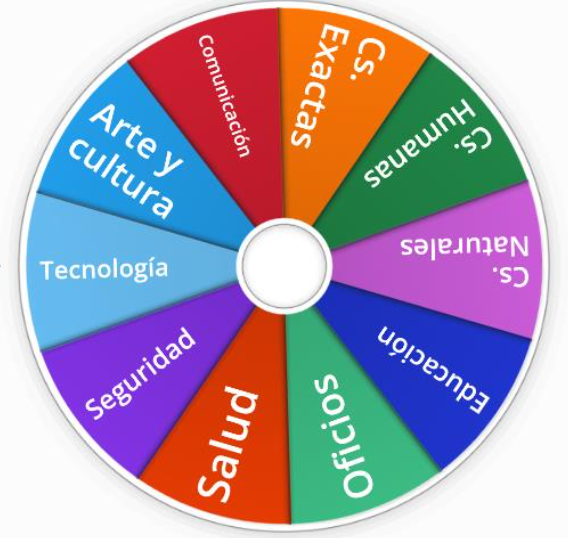 Cs.
Exactas
Cs.
Humanas
Cs.
Naturales
Educación
Oficios
Salud
Seguridad
Tecnología
Arte y
cultura
Comunicación